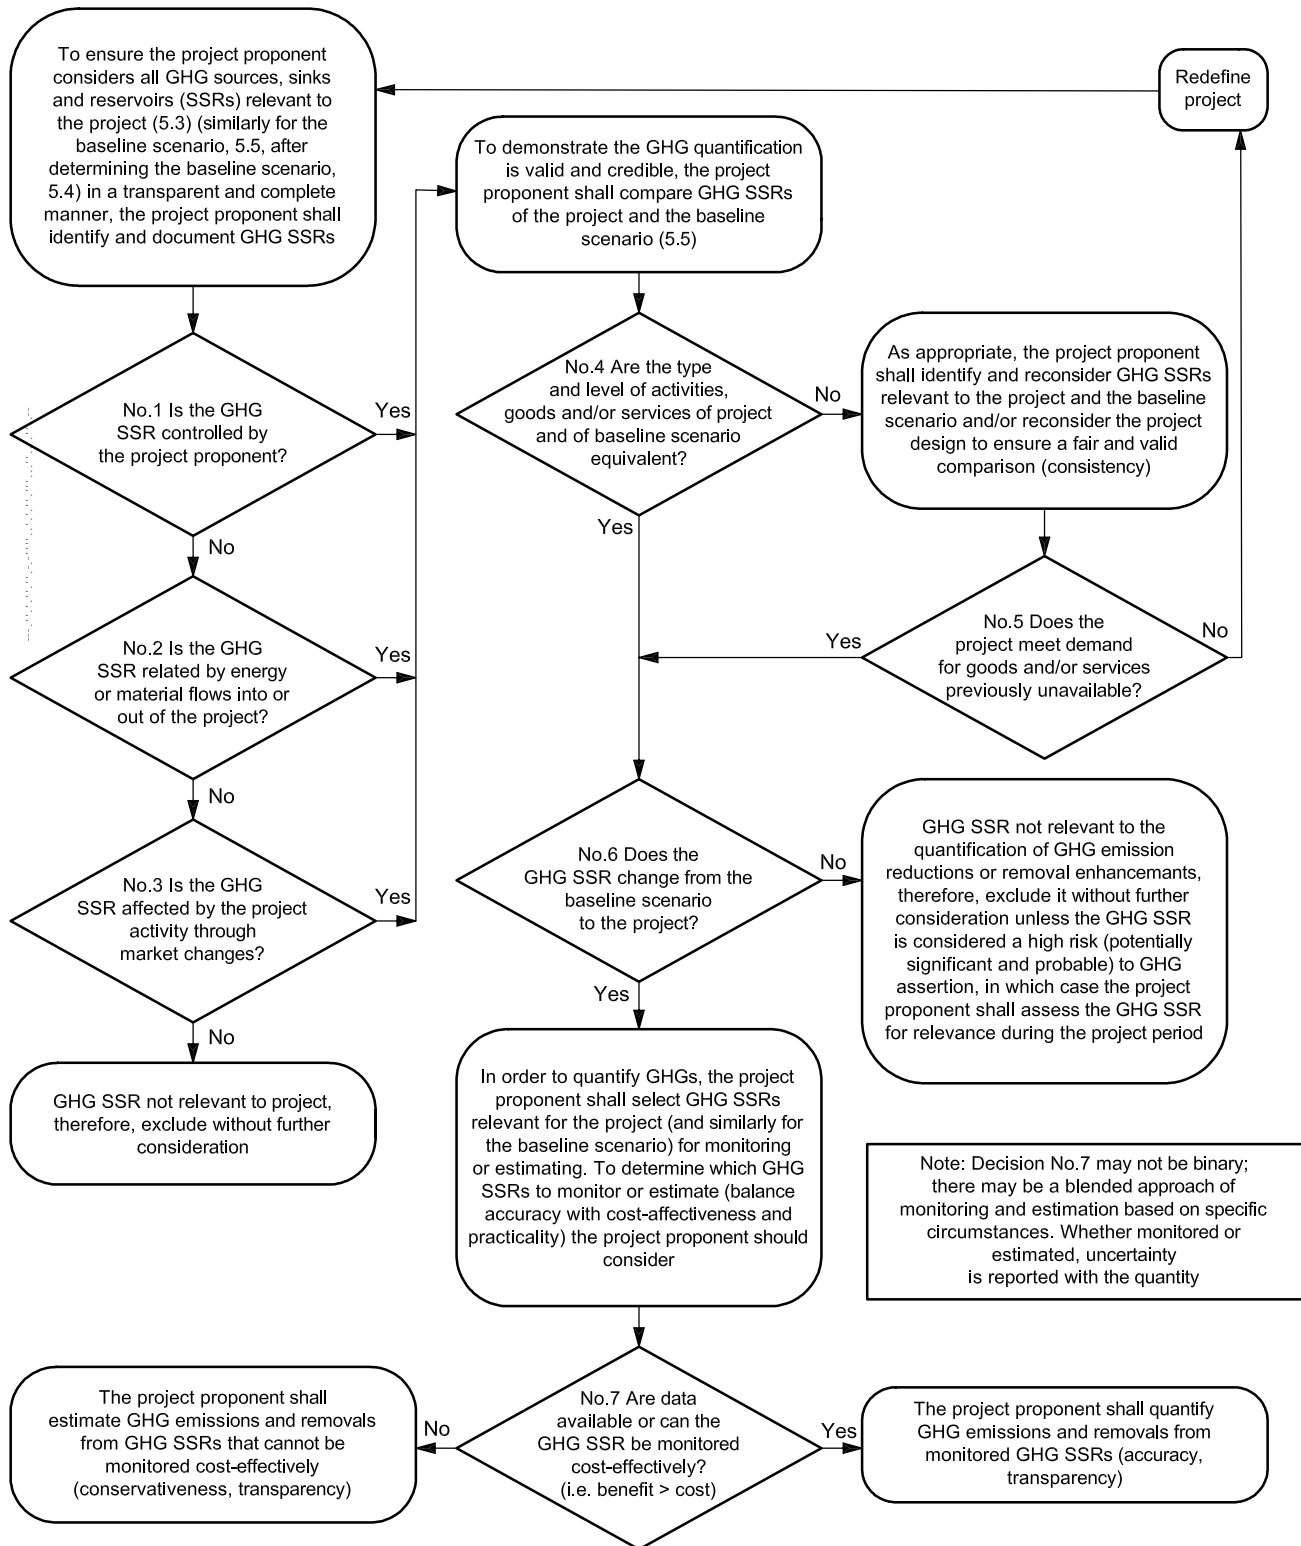 To ensure the project proponent
considers all GHG sources, sinks
and reservoirs (SSRs) relevant to
the project (5.3) (similarly for the
baseline scenario, 5.5, after
determining the baseline scenario,
5.4) in a transparent and complete
manner, the project proponent shall
identify and document GHG SSRs
Redefine
project
To demonstrate the GHG quantification
is valid and credible, the project
proponent shall compare GHG SSRs
of the project and the baseline
scenario (5.5)
No.1 Is the GHG
SSR controlled by
the project proponent?
Yes
No
No.4 Are the type
and level of activities,
goods and/or services of project
and of baseline scenario
equivalent?
No
Yes
As appropriate, the project proponent
shall identify and reconsider GHG SSRs
relevant to the project and the baseline
scenario and/or reconsider the project
design to ensure a fair and valid
comparison (consistency)
No.2 Is the GHG
SSR related by energy
or material flows into or
out of the project?
Yes
No
No.5 Does the
project meet demand
for goods and/or services
previously unavailable?
Yes
No
No.3 Is the GHG
SSR affected by the project
activity through
market changes?
Yes
No
No.6 Does the
GHG SSR change from the
baseline scenario
to the project?
No
Yes
GHG SSR not relevant to the
quantification of GHG emission
reductions or removal enhancemants,
therefore, exclude it without further
consideration unless the GHG SSR
is considered a high risk (potentially
significant and probable) to GHG
assertion, in which case the project
proponent shall assess the GHG SSR
for relevance during the project period
GHG SSR not relevant to project,
therefore, exclude without further
consideration
In order to quantify GHGs, the project
proponent shall select GHG SSRs
relevant for the project (and similarly for
the baseline scenario) for monitoring
or estimating. To determine which GHG
SSRs to monitor or estimate (balance
accuracy with cost-affectiveness and
practicality) the project proponent should
consider
Note: Decision No.7 may not be binary;
there may be a blended approach of
monitoring and estimation based on specific
circumstances. Whether monitored or
estimated, uncertainty
is reported with the quantity
The project proponent shall
estimate GHG emissions and removals
from GHG SSRs that cannot be
monitored cost-effectively
(conservativeness, transparency)
No
No.7 Are data
available or can the
GHG SSR be monitored
cost-effectively?
(i.e. benefit > cost)
Yes
The project proponent shall quantify
GHG emissions and removals from
monitored GHG SSRs (accuracy,
transparency)